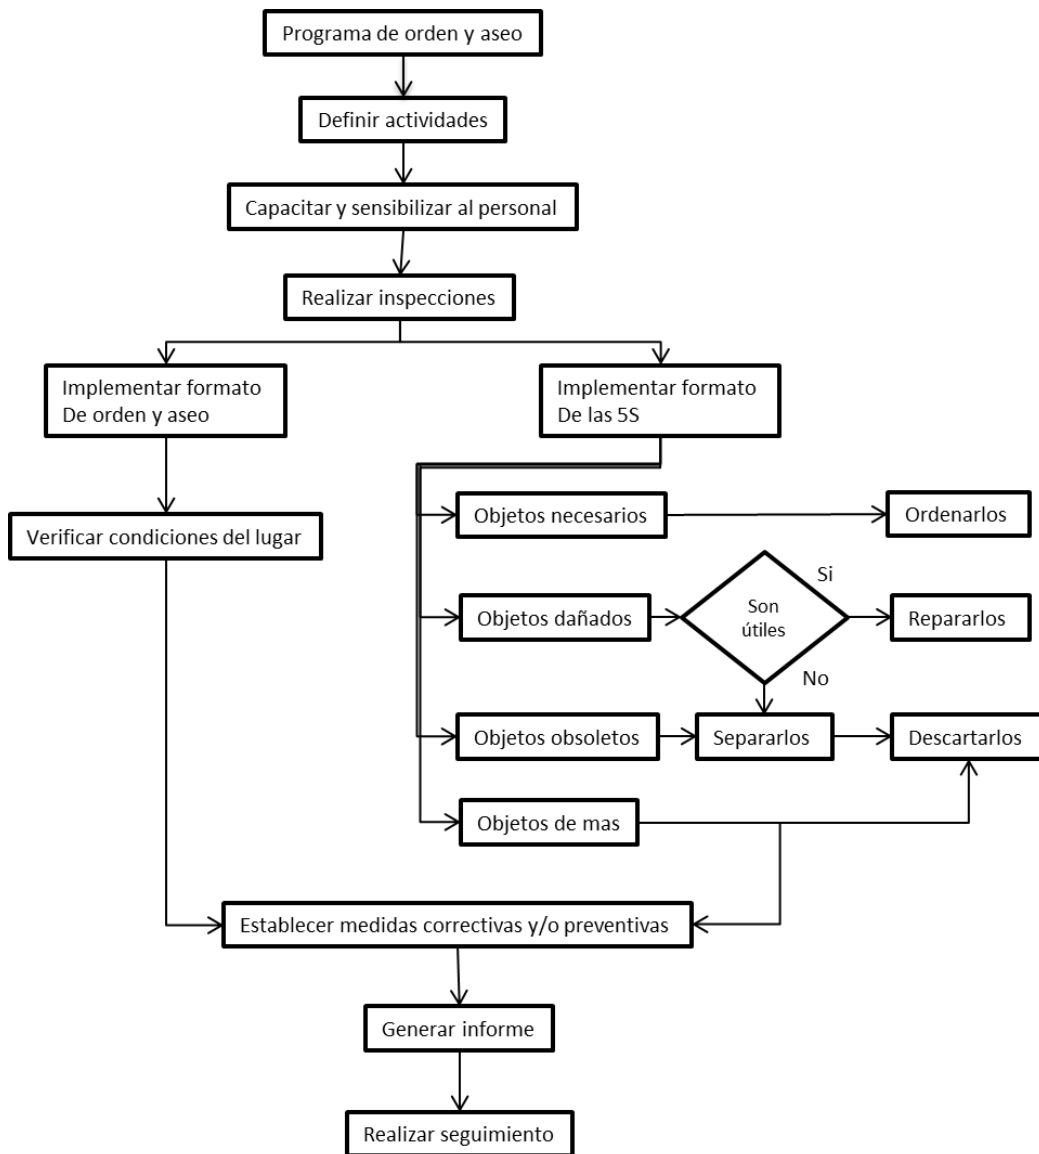 Programa de orden y aseo
Definir actividades
Capacitar y sensibilizar al personal
Realizar inspecciones
Implementar formato
De orden y aseo
Implementar formato
De las 5S
Verificar condiciones del lugar
Objetos necesarios
Ordenarlos
Objetos dañados
Son
útiles
Si
Repararlos
No
Objetos obsoletos
Separarlos
Descartarlos
Objetos de mas
Establecer medidas correctivas y/o preventivas
Generar informe
Realizar seguimiento